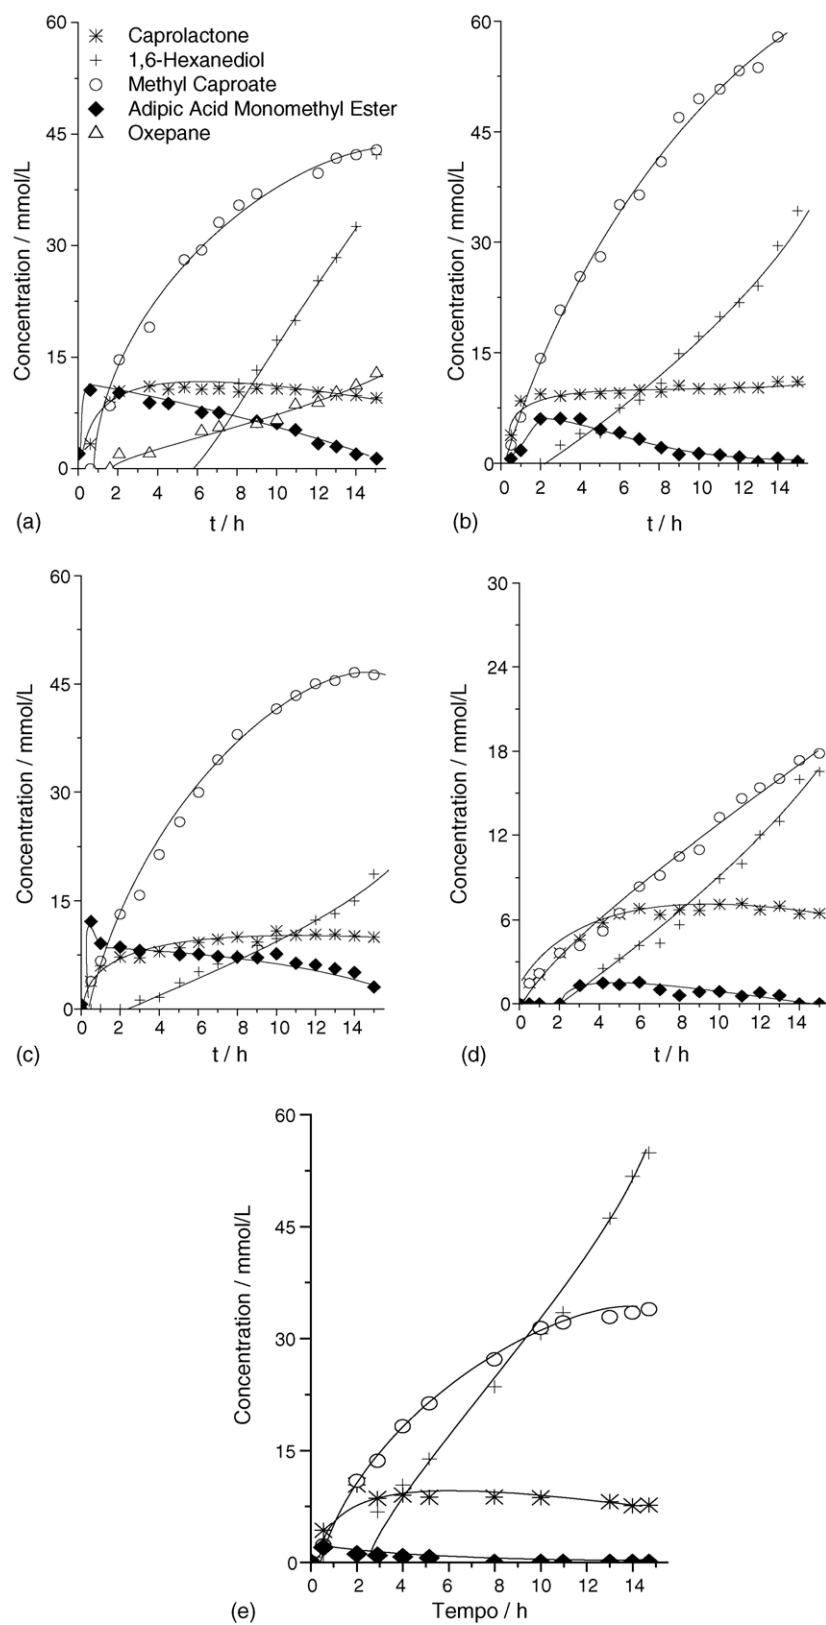 60
45
30
15
0
Concentration / mmol/L
Caprolactone
1,6-Hexanediol
Methyl Caproate
Adipic Acid Monomethyl Ester
Oxepane
0 2 4 6 8 10 12 14
(a)
t / h
60
45
30
15
0
Concentration / mmol/L
0 2 4 6 8 10 12 14
(b)
t / h
60
45
30
15
0
Concentration / mmol/L
0 2 4 6 8 10 12 14
(c)
t / h
30
24
18
12
6
0
Concentration / mmol/L
0 2 4 6 8 10 12 14
(d)
t / h
60
45
30
15
0
Concentration / mmol/L
0 2 4 6 8 10 12 14
(e)
Tempo / h